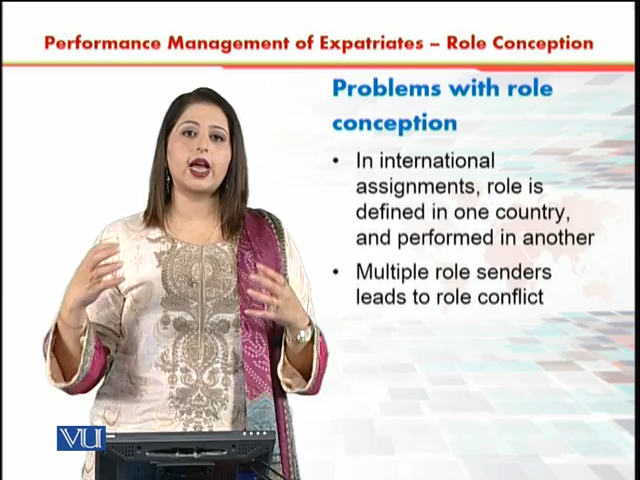 Performance Management of Expatriates – Role Conception
Problems with role
conception
• In international
assignments, role is
defined in one country,
and performed in another
• Multiple role senders
leads to role conflict
VU